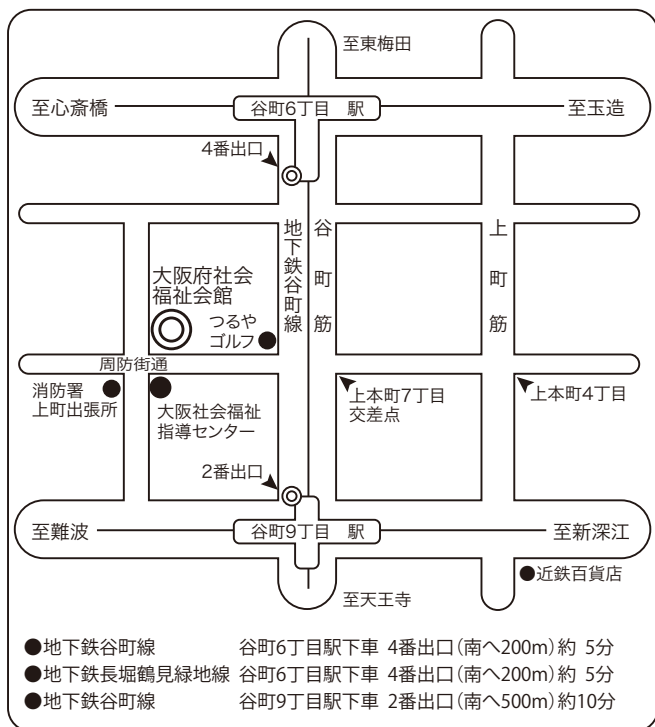 至東梅田
至心斎橋
谷町6丁目　駅
至玉造
4番出口
地下鉄谷町線
谷町筋
上町筋
大阪府社会
福祉会館
つるや
ゴルフ
周防街通
消防署
上町出張所
大阪社会福祉
指導センター
上本町7丁目
交差点
上本町4丁目
2番出口
至難波
谷町9丁目　駅
至新深江
●近鉄百貨店
至天王寺
●地下鉄谷町線　谷町6丁目駅下車 4番出口(南へ200m)約 5分
●地下鉄長堀鶴見緑地線 谷町6丁目駅下車 4番出口(南へ200m)約 5分
●地下鉄谷町線　谷町9丁目駅下車 2番出口(南へ500m)約10分